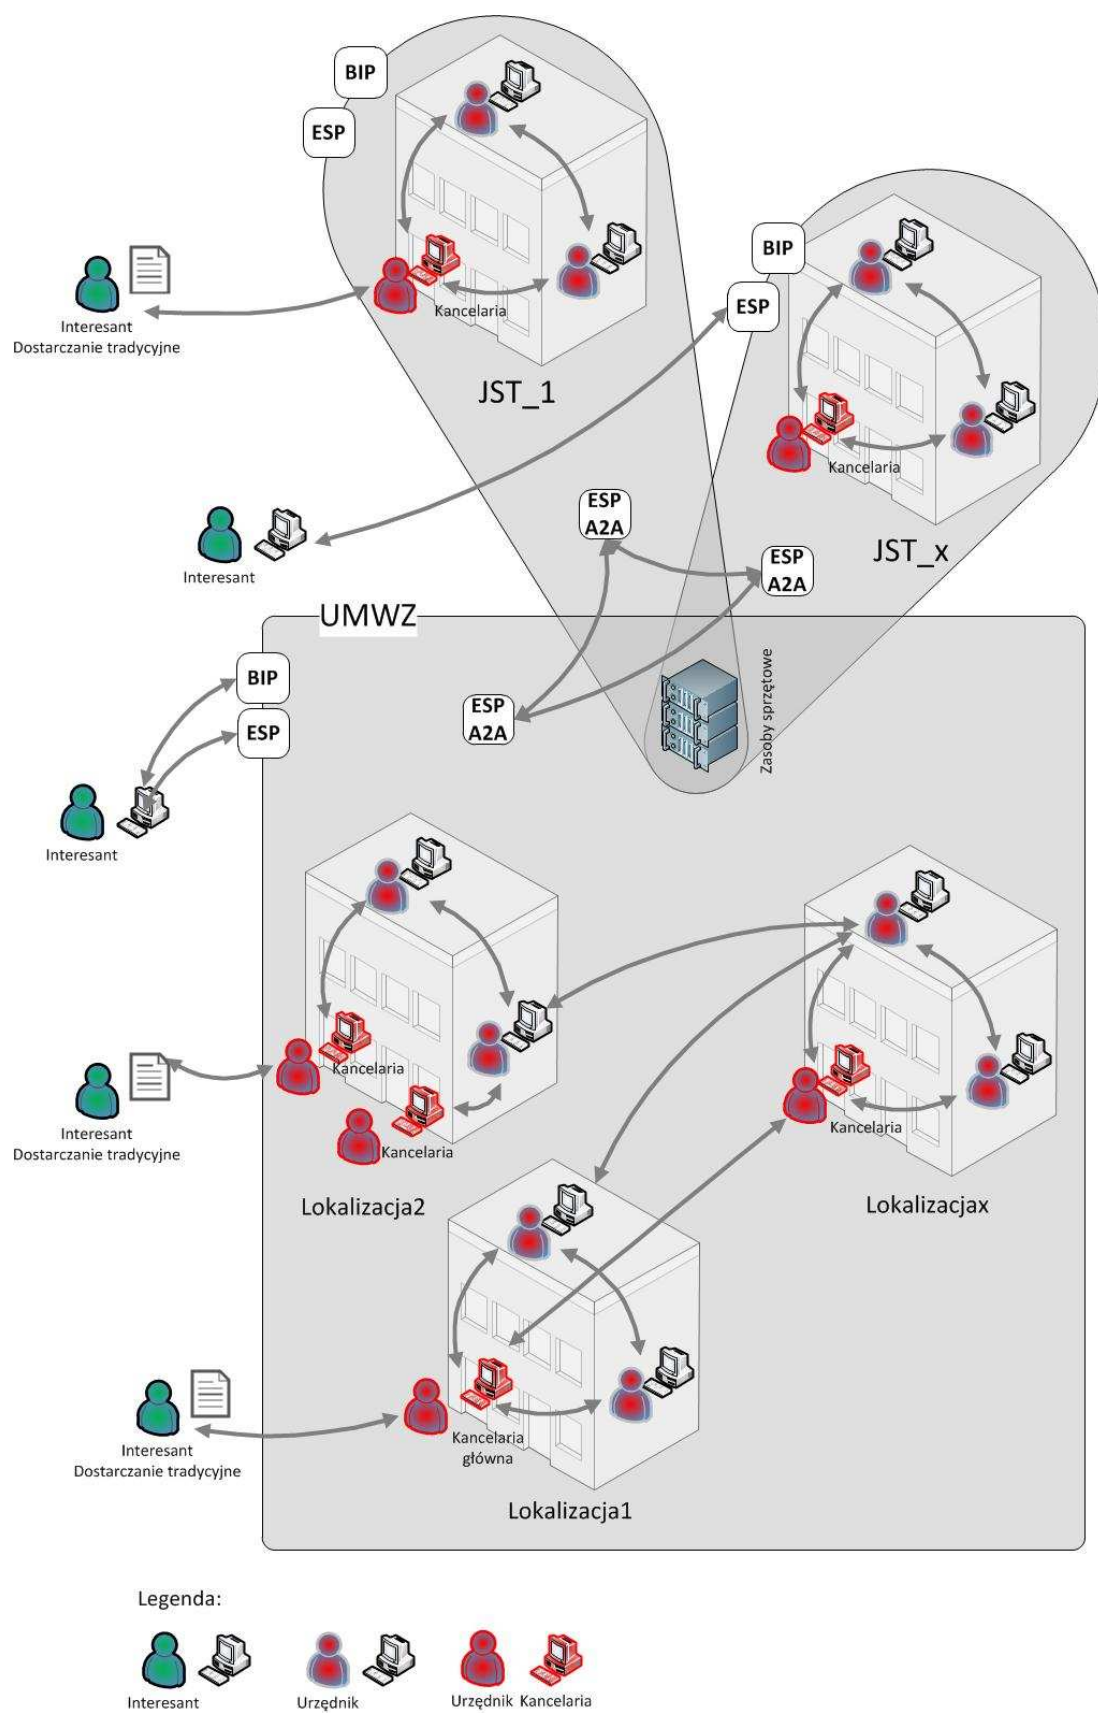 BIP
ESP
Kancelaria
Interesant
Dostarczanie tradycyjne
JST_1
BIP
ESP
Kancelaria
JST_x
ESP
A2A
ESP
A2A
Interesant
UMWZ
BIP
ESP
ESP
A2A
Zasoby sprzętowe
Interesant
Kancelaria
Kancelaria
Interesant
Dostarczanie tradycyjne
Lokalizacja2
Kancelaria
Lokalizacjax
Kancelaria
główna
Interesant
Dostarczanie tradycyjne
Lokalizacja1
Legenda:
Interesant
Urzędnik
Urzędnik Kancelaria